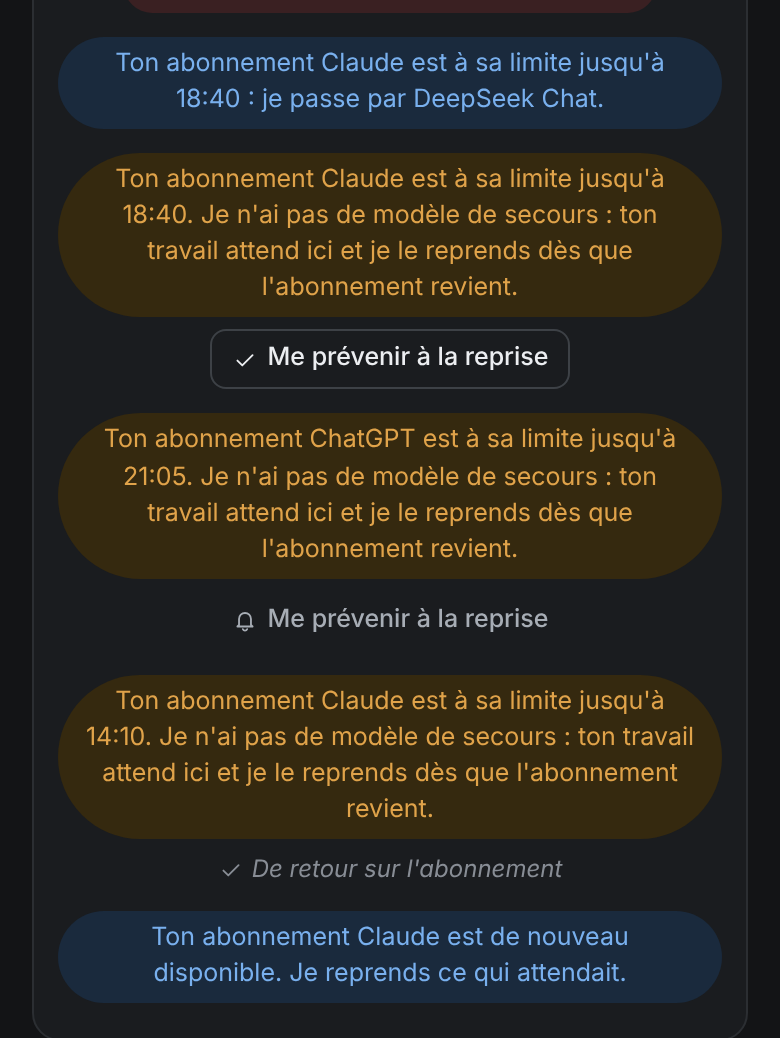 Ton abonnement Claude est à sa limite jusqu'à
18:40 : je passe par DeepSeek Chat.
Ton abonnement Claude est à sa limite jusqu'à
18:40. Je n'ai pas de modèle de secours : ton
travail attend ici et je le reprends dès que
l'abonnement revient.
Me prévenir à la reprise
Ton abonnement ChatGPT est à sa limite jusqu'à
21:05. Je n'ai pas de modèle de secours : ton
travail attend ici et je le reprends dès que
l'abonnement revient.
Me prévenir à la reprise
Ton abonnement Claude est à sa limite jusqu'à
14:10. Je n'ai pas de modèle de secours : ton travail
attend ici et je le reprends dès que l'abonnement
revient.
De retour sur l'abonnement
Ton abonnement Claude est de nouveau
disponible. Je reprends ce qui attendait.